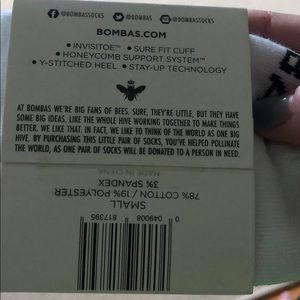 @BOMBASSOCKS @BOMBAS @BOMBASSOCKS
BOMBAS.COM
• INVISITOE™ • SURE FIT CUFF
• HONEYCOMB SUPPORT SYSTEM™
• Y-STITCHED HEEL • STAY-UP TECHNOLOGY
AT BOMBAS WE'RE BIG FANS OF BEES. SURE, THEY'RE LITTLE, BUT THEY HAVE
SOME BIG IDEAS. LIKE THE WHOLE HIVE WORKING TOGETHER TO MAKE THINGS
BETTER. WE LIKE THAT. IN FACT, WE LIKE TO THINK OF THE WORLD AS ONE BIG
HIVE. BY PURCHASING THIS LITTLE PAIR OF SOCKS, YOU'VE HELPED POLLINATE
THE WORLD, AS ONE PAIR OF SOCKS WILL BE DONATED TO A PERSON IN NEED.
MADE IN CHINA
3% SPANDEX
78% COTTON / 19% POLYESTER
SMALL
0 49008 817395